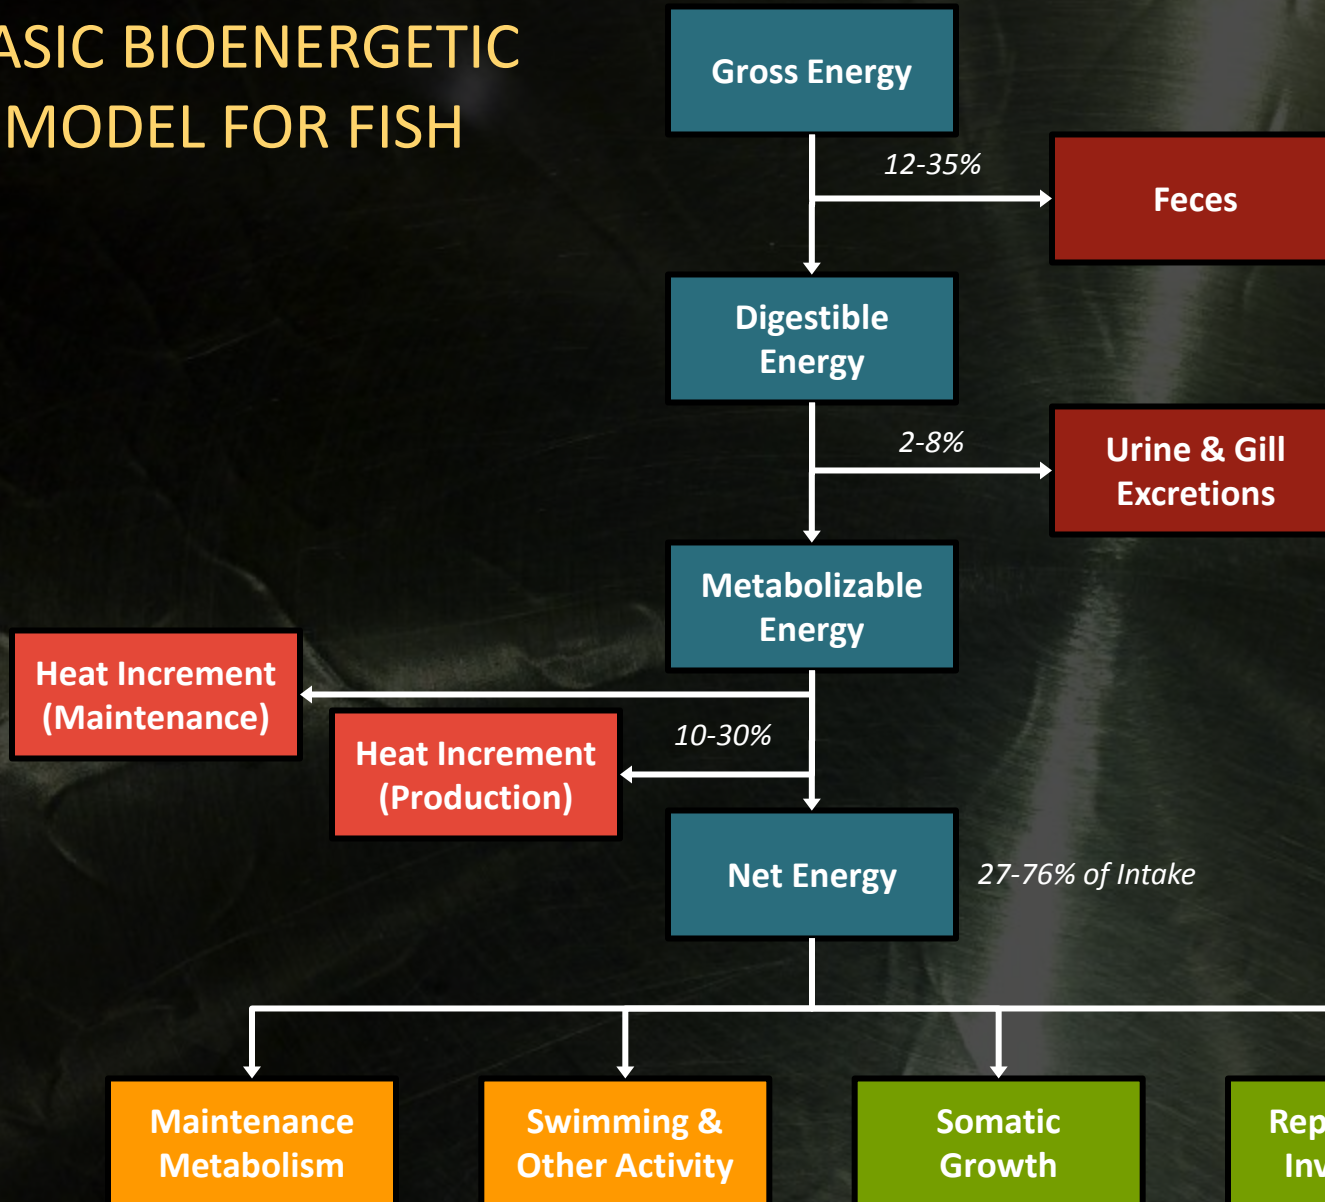 ASIC BIOENERGETIC
MODEL FOR FISH
Gross Energy
12-35%
Feces
Digestible
Energy
2-8%
Urine & Gill
Excretions
Metabolizable
Energy
Heat Increment
(Maintenance)
10-30%
Heat Increment
(Production)
Net Energy
27-76% of Intake
Maintenance
Metabolism
Swimming &
Other Activity
Somatic
Growth
Rep
Inv